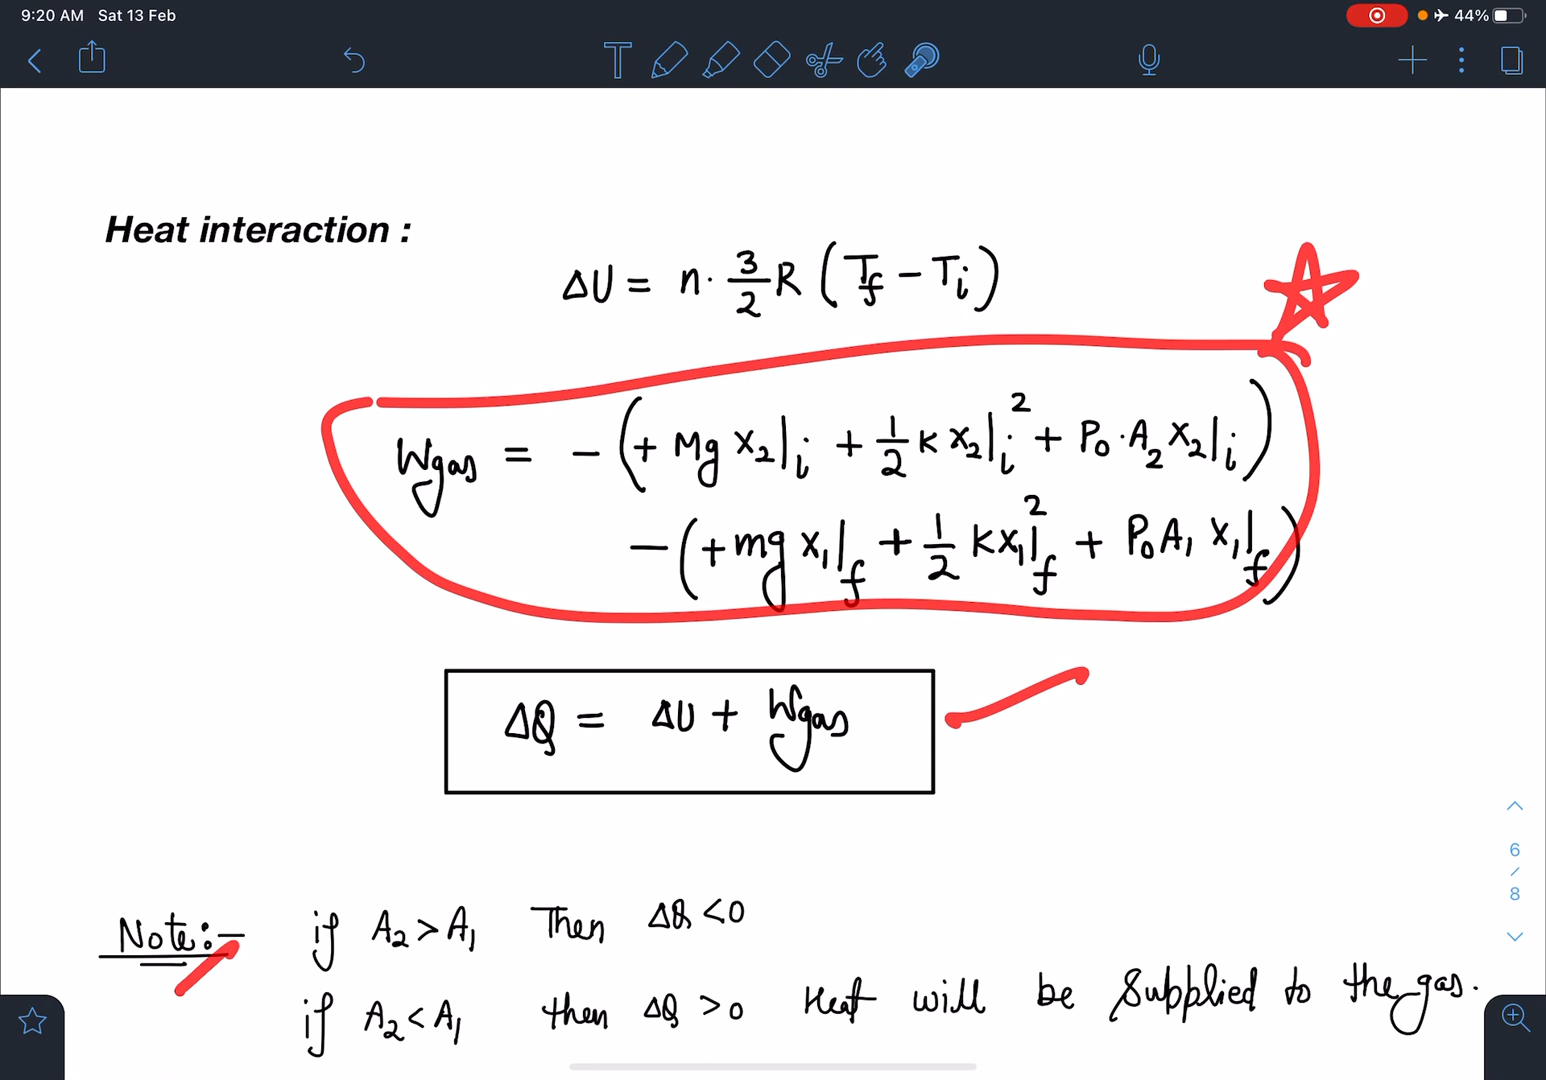 9:20 AM Sat 13 Feb 44%
Heat interaction :
ΔU = n· 3/2 R (Tf − Ti)
Wgas = − (+ Mg x₂|i + 1/2 K x₂|i² + P₀·A₂ x₂|i)
− (+ mg x₁|f + 1/2 K x₁|f² + P₀A₁ x₁|f)
ΔQ = ΔU + Wgas
6
/
8
Note:− if A₂ > A₁ Then ΔQ < 0
if A₂ < A₁ then ΔQ > 0 Heat will be Supplied to the gas.